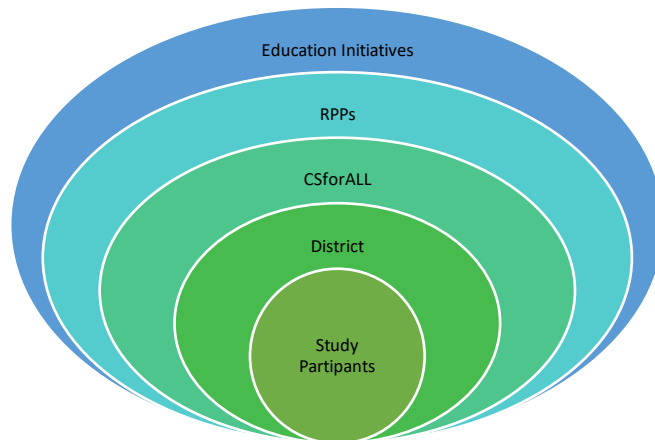 Education Initiatives
RPPs
CSforALL
District
Study
Partipants